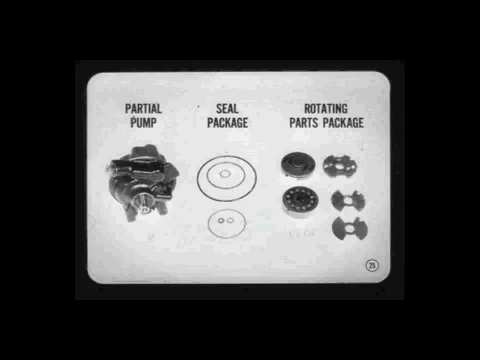 PARTIAL
PUMP
SEAL
PACKAGE
ROTATING
PARTS PACKAGE
25